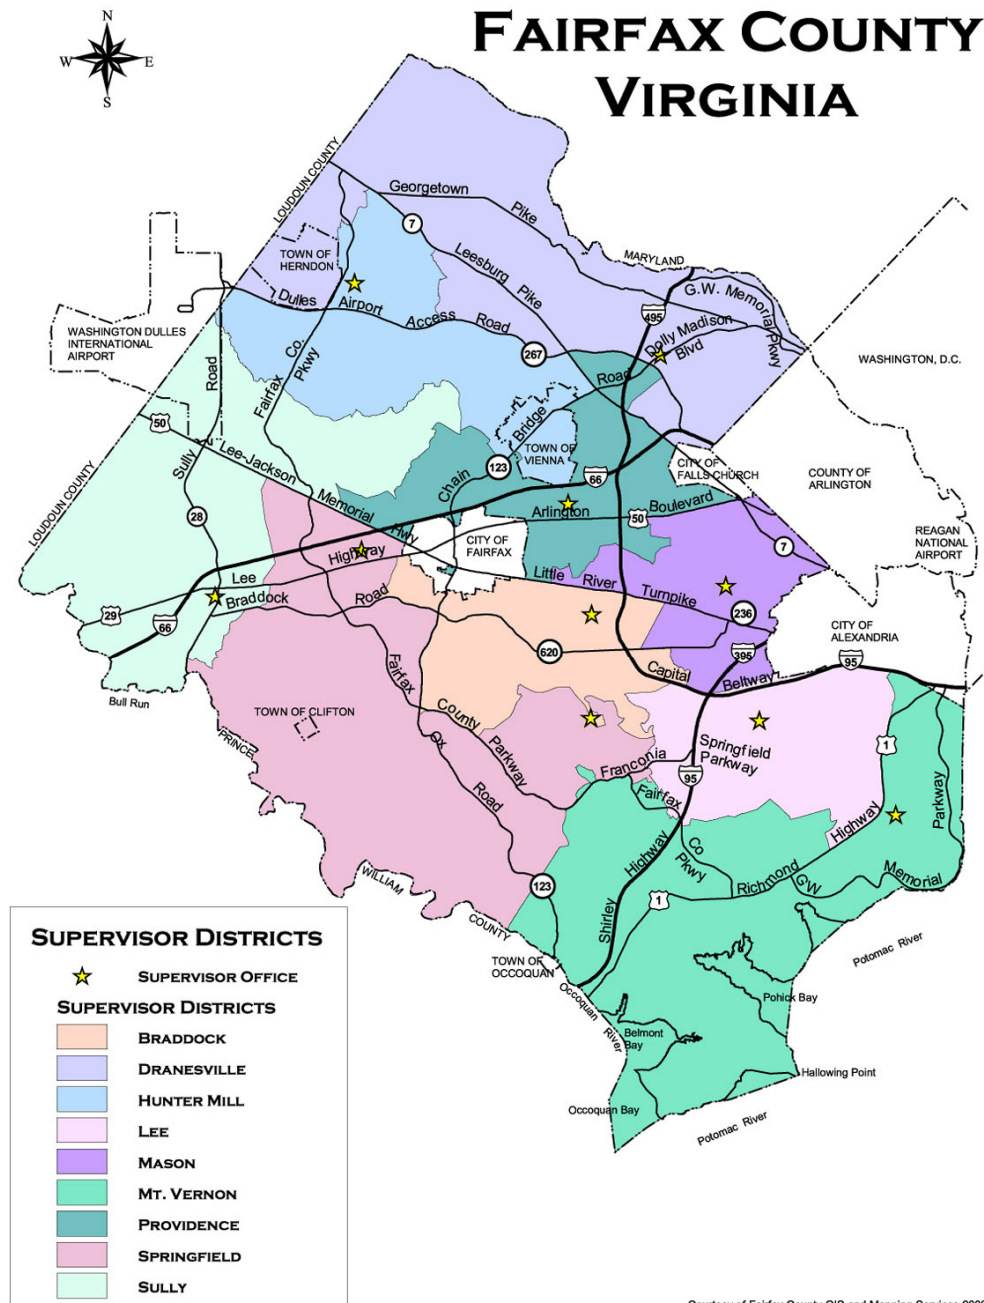 FAIRFAX COUNTY
VIRGINIA
N
W
E
S
LOUDOUN COUNTY
Georgetown
Pike
7
Leesburg
Pike
TOWN OF
HERNDON
MARYLAND
G.W. Memorial
Pkwy
Dulles
Airport
Access
Road
495
Dolly Madison
Blvd
WASHINGTON DULLES
INTERNATIONAL
AIRPORT
WASHINGTON, D.C.
Road
Fairfax
Co.
Pkwy
267
Road
Bridge
Chain
50
Sully
Lee-Jackson
Memorial
Hwy
TOWN OF
VIENNA
123
66
CITY OF
FALLS CHURCH
COUNTY OF
ARLINGTON
LOUDOUN COUNTY
28
Arlington
50
Boulevard
REAGAN
NATIONAL
AIRPORT
CITY OF
FAIRFAX
7
Lee
Highway
Little
River
Turnpike
Braddock
Road
29
66
236
620
CITY OF
ALEXANDRIA
395
95
Capital
Beltway
Bull Run
TOWN OF CLIFTON
Fairfax
County
Parkway
Ox
Road
PRINCE
Franconia
Springfield
Parkway
1
95
Fairfax
Co
Pkwy
Highway
Parkway
Shirley
Highway
Richmond
GW
Memorial
WILLIAM
123
1
COUNTY
TOWN OF
OCCOQUAN
Potomac River
Occoquan
River
Pohick Bay
Belmont
Bay
Hallowing Point
Occoquan Bay
Potomac River
SUPERVISOR DISTRICTS
SUPERVISOR OFFICE
SUPERVISOR DISTRICTS
BRADDOCK
DRANESVILLE
HUNTER MILL
LEE
MASON
MT. VERNON
PROVIDENCE
SPRINGFIELD
SULLY